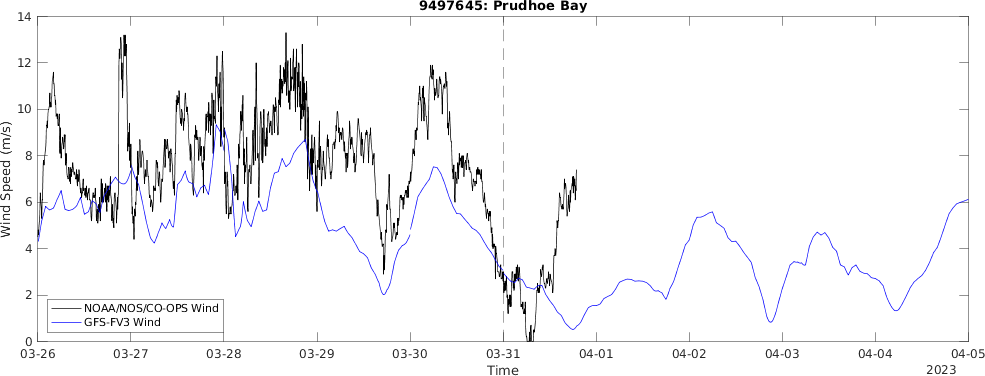 9497645: Prudhoe Bay
14
12
10
8
6
4
2
0
Wind Speed (m/s)
NOAA/NOS/CO-OPS Wind
GFS-FV3 Wind
03-26 03-27 03-28 03-29 03-30 03-31 04-01 04-02 04-03 04-04 04-05
Time
2023